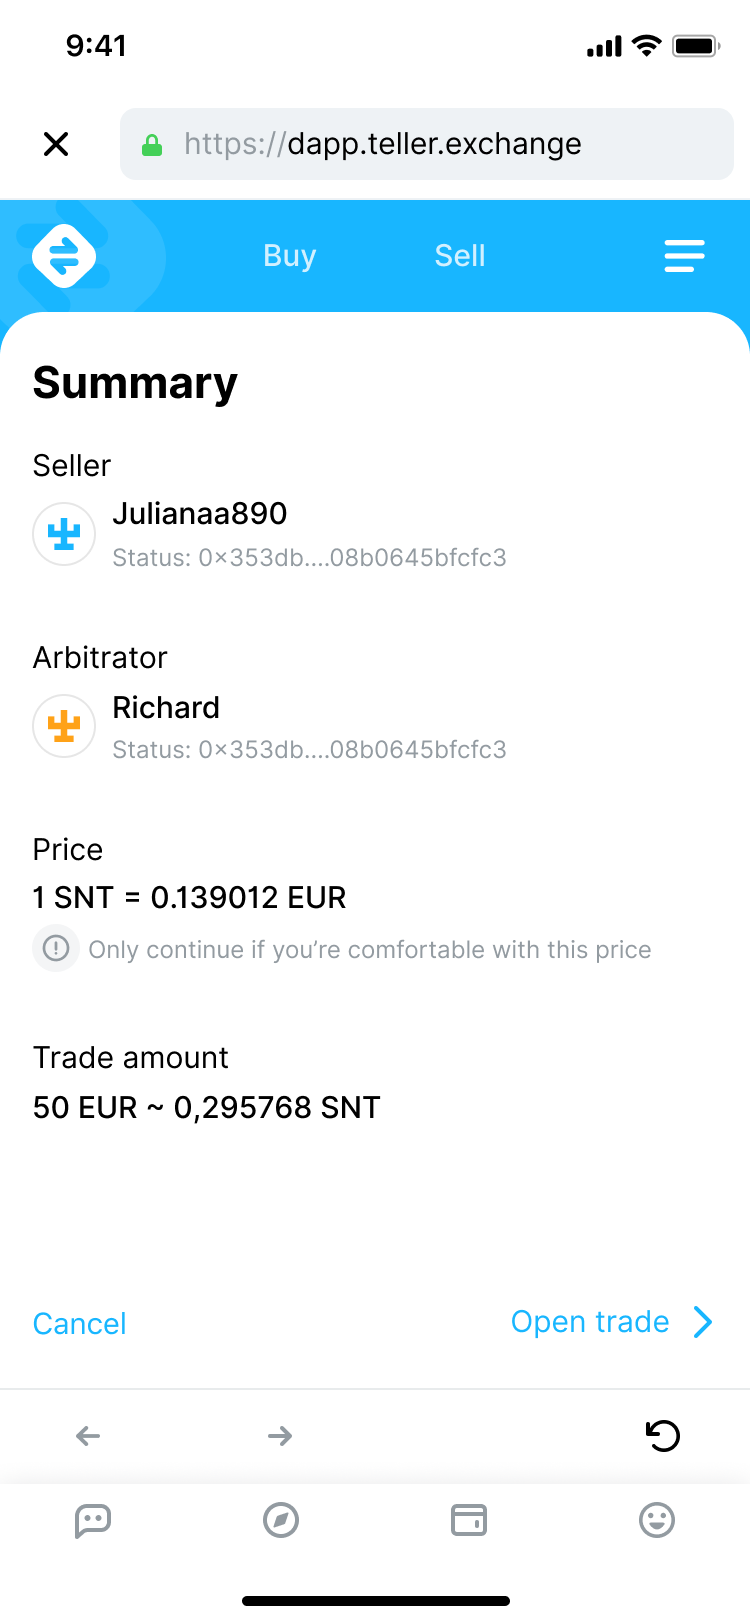 9:41
https://dapp.teller.exchange
Buy Sell
Summary
Seller
Julianaa890
Status: 0×353db....08b0645bfcfc3
Arbitrator
Richard
Status: 0×353db....08b0645bfcfc3
Price
1 SNT = 0.139012 EUR
Only continue if you’re comfortable with this price
Trade amount
50 EUR ~ 0,295768 SNT
Cancel Open trade